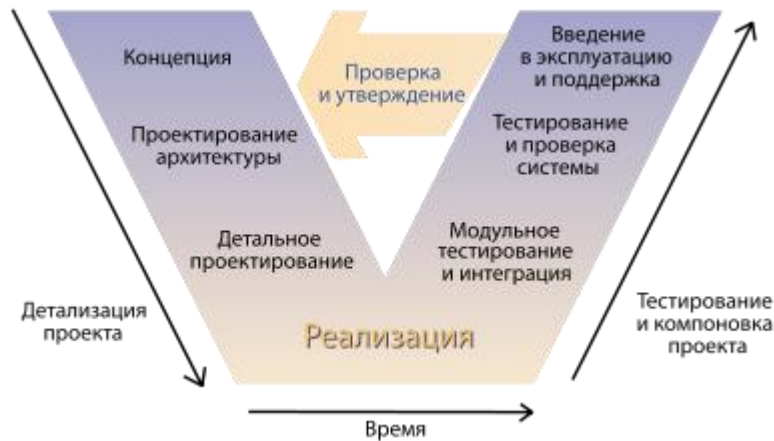 Концепция
Проектирование
архитектуры
Детальное
проектирование
Детализация
проекта
Реализация
Проверка
и утверждение
Введение
в эксплуатацию
и поддержка
Тестирование
и проверка
системы
Модульное
тестирование
и интеграция
Тестирование
и компоновка
проекта
Время